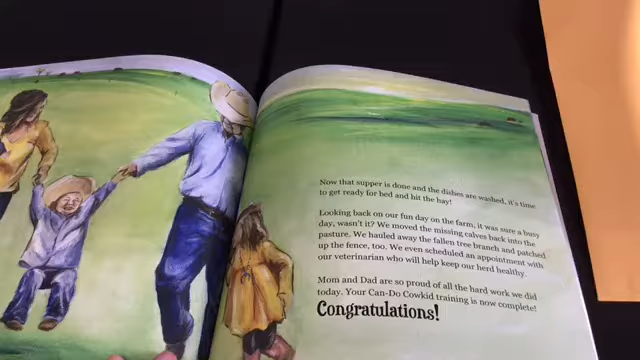 Now that supper is done and the dishes are washed, it's time
to get ready for bed and hit the hay!
Looking back on our fun day on the farm, it was sure a busy
day, wasn't it? We moved the missing calves back into the
pasture. We hauled away the fallen tree branch and patched
up the fence, too. We even scheduled an appointment with
our veterinarian who will help keep our herd healthy.
Mom and Dad are so proud of all the hard work we did
today. Your Can-Do Cowkid training is now complete!
Congratulations!